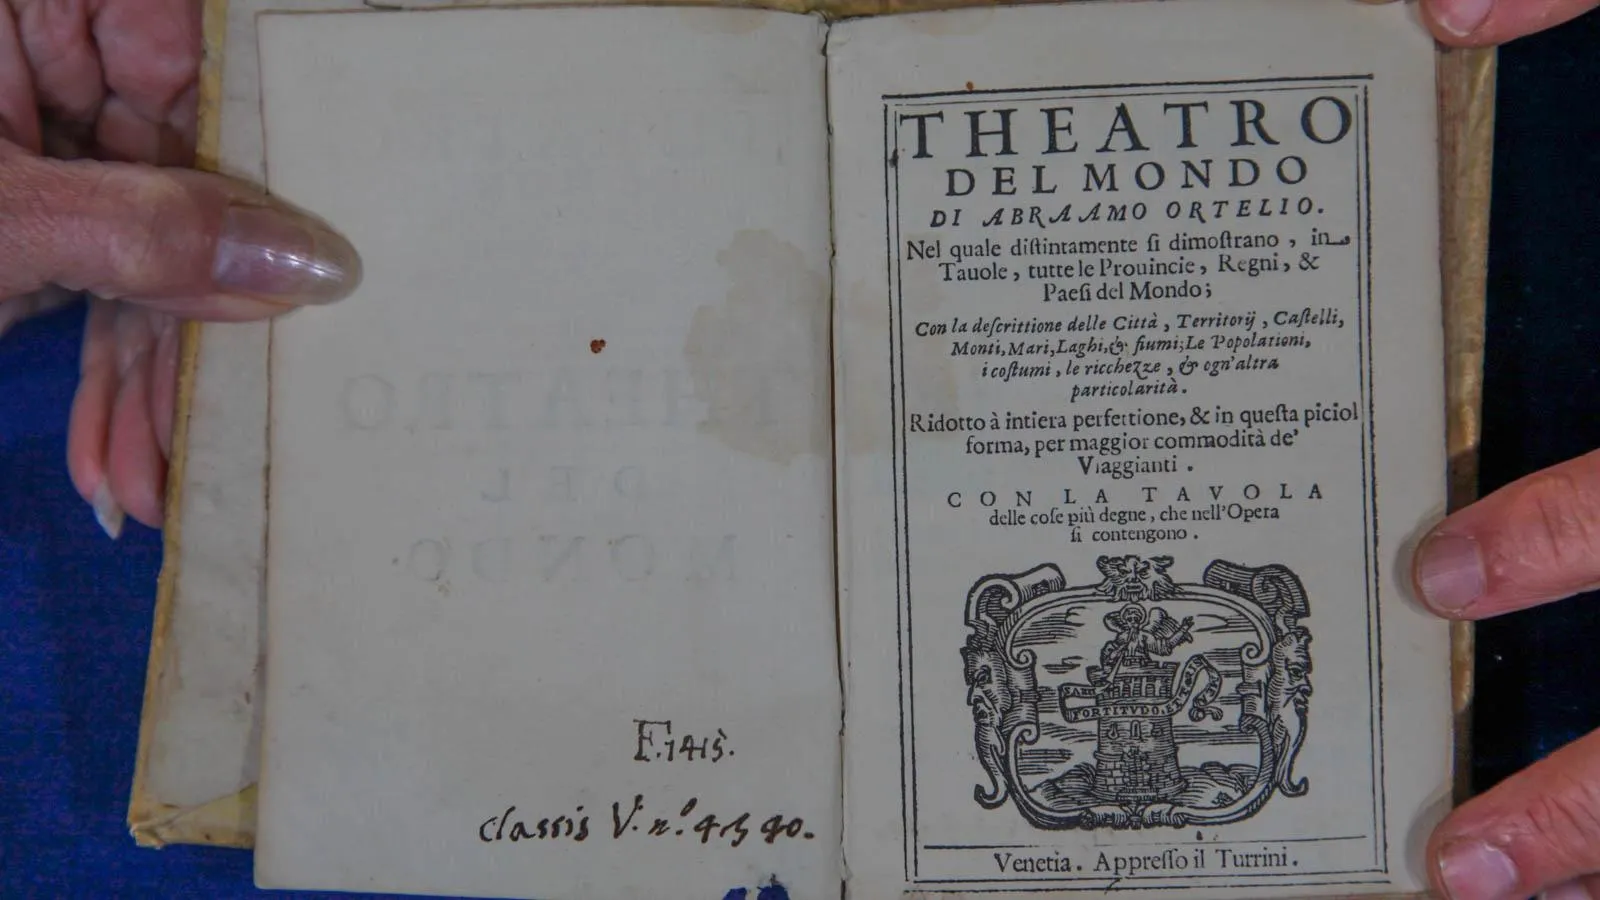 F.1415.
classis V. n.º 4540.
THEATRO
DEL MONDO
DI ABRAAMO ORTELIO.
Nel quale diſtintamente ſi dimoſtrano, in
Tauole, tutte le Prouincie, Regni, &
Paeſi del Mondo;
Con la deſcrittione delle Città, Territorij, Caſtelli,
Monti, Mari, Laghi, & fiumi; Le Popolationi,
i coſtumi, le ricchezze, & ogn'altra
particolarità.
Ridotto à intiera perfettione, & in queſta picciol
forma, per maggior commodità de'
Viaggianti.
CON LA TAVOLA
delle coſe più degne, che nell'Opera
ſi contengono.
FORTITVDO. ET
Venetia. Appreſſo il Turrini.